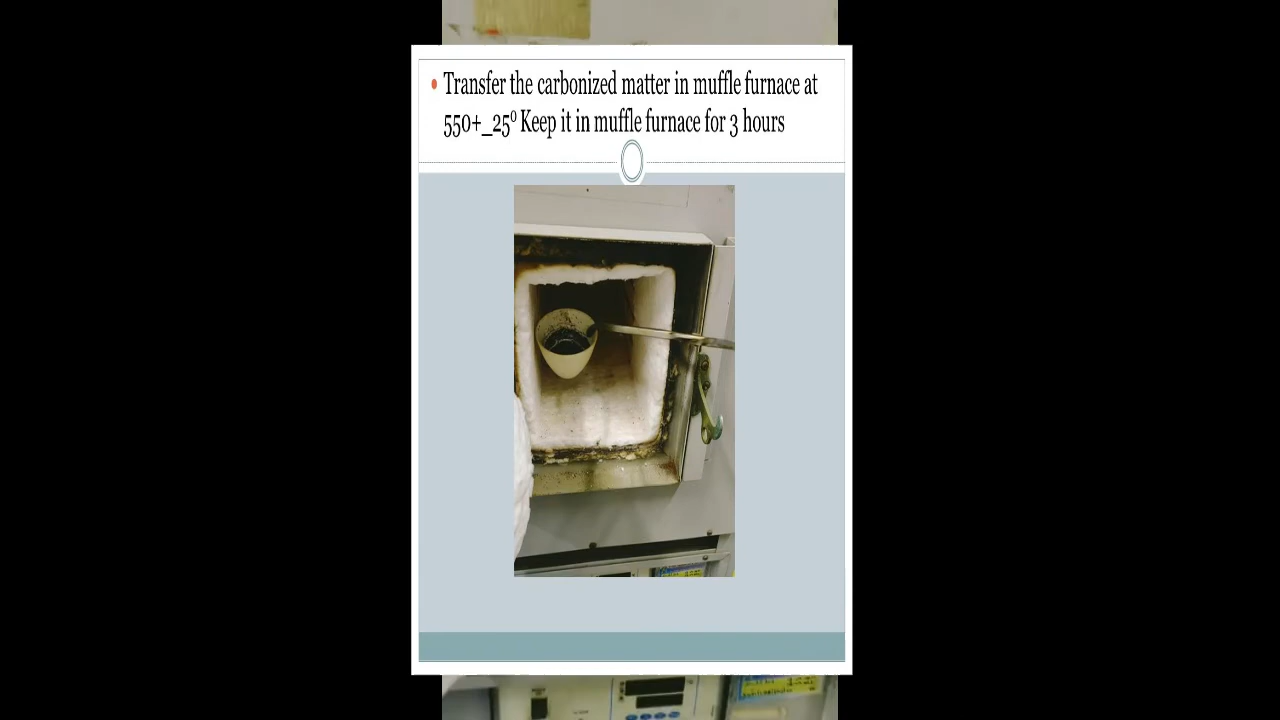 Transfer the carbonized matter in muffle furnace at
550+_25⁰ Keep it in muffle furnace for 3 hours